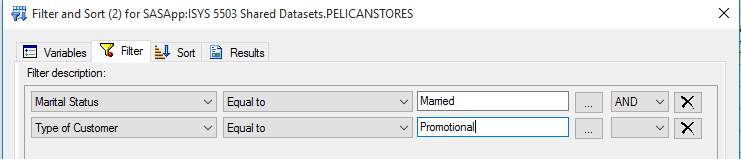 Filter and Sort (2) for SASApp:ISYS 5503 Shared Datasets.PELICANSTORES
Variables Filter Sort Results
Filter description:
Marital Status Equal to Married ... AND
Type of Customer Equal to Promotional ...